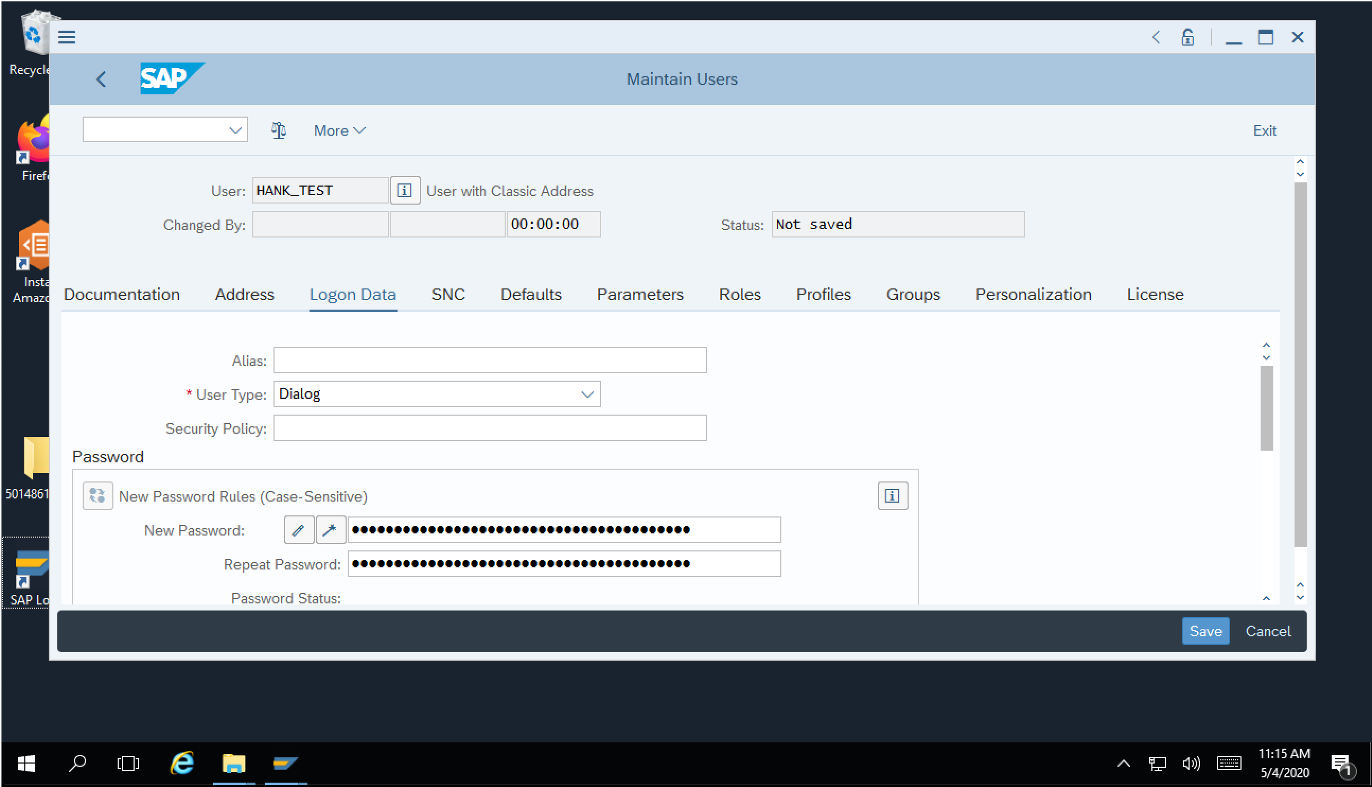 Recycle
SAP
Maintain Users
More
Exit
Firef
User: HANK_TEST User with Classic Address
Changed By: 00:00:00 Status: Not saved
Insta
Amazo
Documentation Address Logon Data SNC Defaults Parameters Roles Profiles Groups Personalization License
Alias:
* User Type: Dialog
Security Policy:
Password
501486
New Password Rules (Case-Sensitive)
New Password:
Repeat Password:
Password Status:
SAP Lo
Save Cancel
11:15 AM
5/4/2020
1